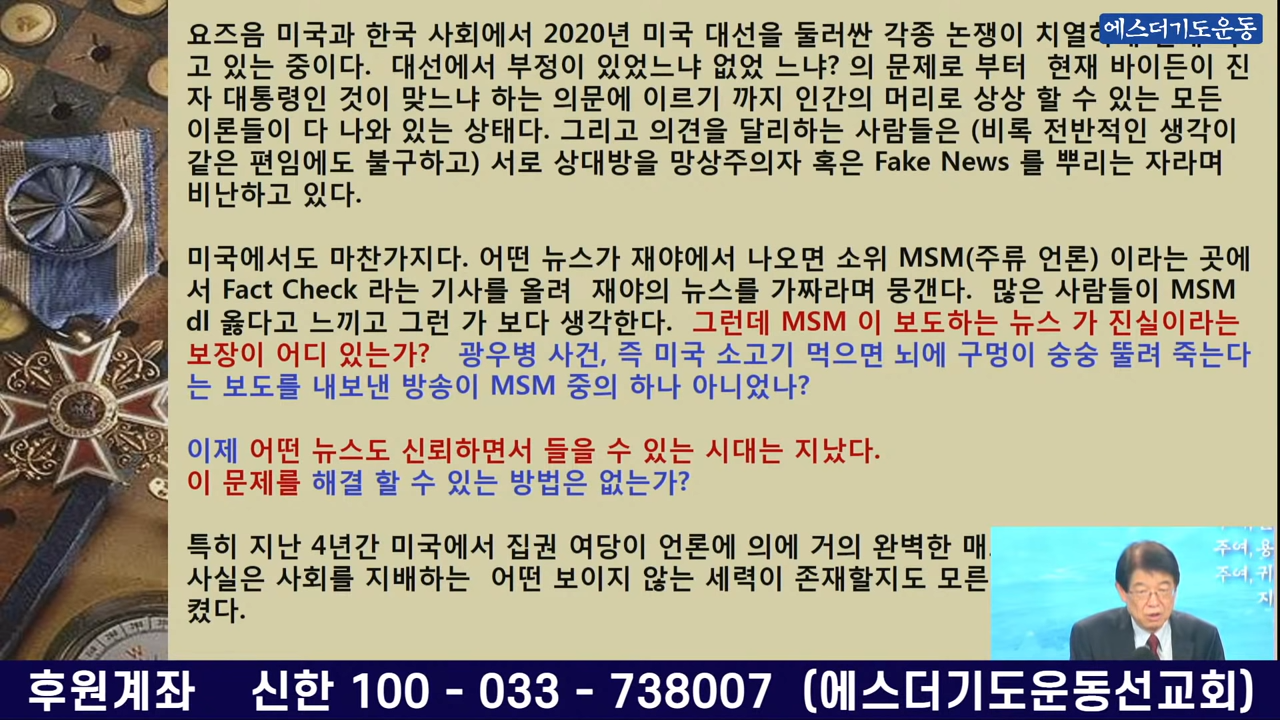 에스더기도운동
요즈음 미국과 한국 사회에서 2020년 미국 대선을 둘러싼 각종 논쟁이
고 있는 중이다. 대선에서 부정이 있었느냐 없었 느냐? 의 문제로 부터 현재 바이든이 진
자 대통령인 것이 맞느냐 하는 의문에 이르기 까지 인간의 머리로 상상 할 수 있는 모든
이론들이 다 나와 있는 상태다. 그리고 의견을 달리하는 사람들은 (비록 전반적인 생각이
같은 편임에도 불구하고) 서로 상대방을 망상주의자 혹은 Fake News 를 뿌리는 자라며
비난하고 있다.
미국에서도 마찬가지다. 어떤 뉴스가 재야에서 나오면 소위 MSM(주류 언론) 이라는 곳에
서 Fact Check 라는 기사를 올려 재야의 뉴스를 가짜라며 뭉갠다. 많은 사람들이 MSM
dl 옳다고 느끼고 그런 가 보다 생각한다. 그런데 MSM 이 보도하는 뉴스 가 진실이라는
보장이 어디 있는가? 광우병 사건, 즉 미국 소고기 먹으면 뇌에 구멍이 숭숭 뚫려 죽는다
는 보도를 내보낸 방송이 MSM 중의 하나 아니었나?
이제 어떤 뉴스도 신뢰하면서 들을 수 있는 시대는 지났다.
이 문제를 해결 할 수 있는 방법은 없는가?
특히 지난 4년간 미국에서 집권 여당이 언론에 의에 거의 완벽한
사실은 사회를 지배하는 어떤 보이지 않는 세력이 존재할지도 모른
켰다.
주여,
주여,
후원계좌 신한 100 - 033 - 738007 (에스더기도운동선교회)